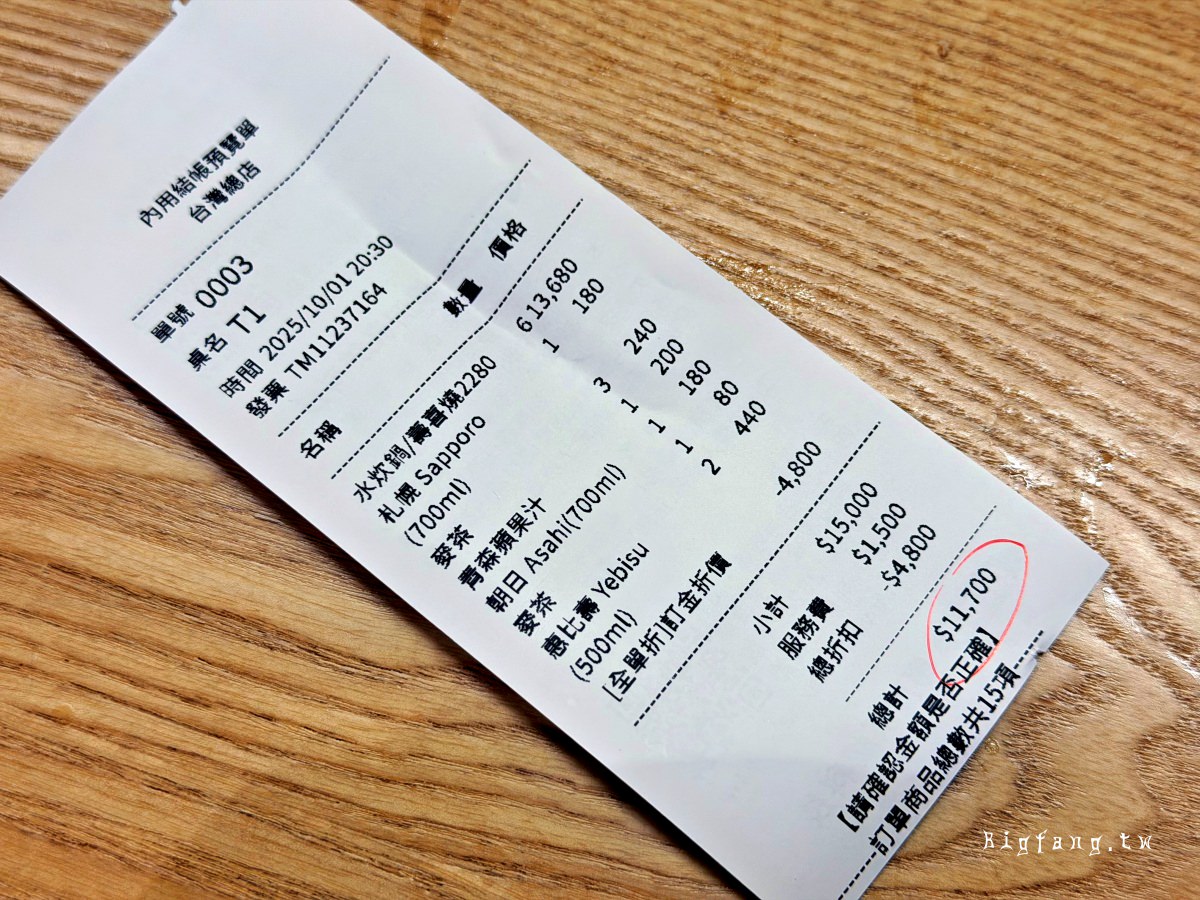 內用結帳預覽單
台灣總店
單號 0003
桌名 T1
時間 2025/10/01 20:30
發票 TM11237164
名稱 數量 價格
水炊鍋/壽喜燒2280 6 13,680
札幌 Sapporo 1 180
(700ml)
麥茶 3 240
青森蘋果汁 1 200
朝日 Asahi(700ml) 1 180
麥茶 1 80
惠比壽 Yebisu 2 440
(500ml)
[全單折]訂金折價 -4,800
小計 $15,000
服務費 $1,500
總折扣 -$4,800
總計 $11,700
【請確認金額是否正確】
訂單商品總數共15項
Bigfang.tw